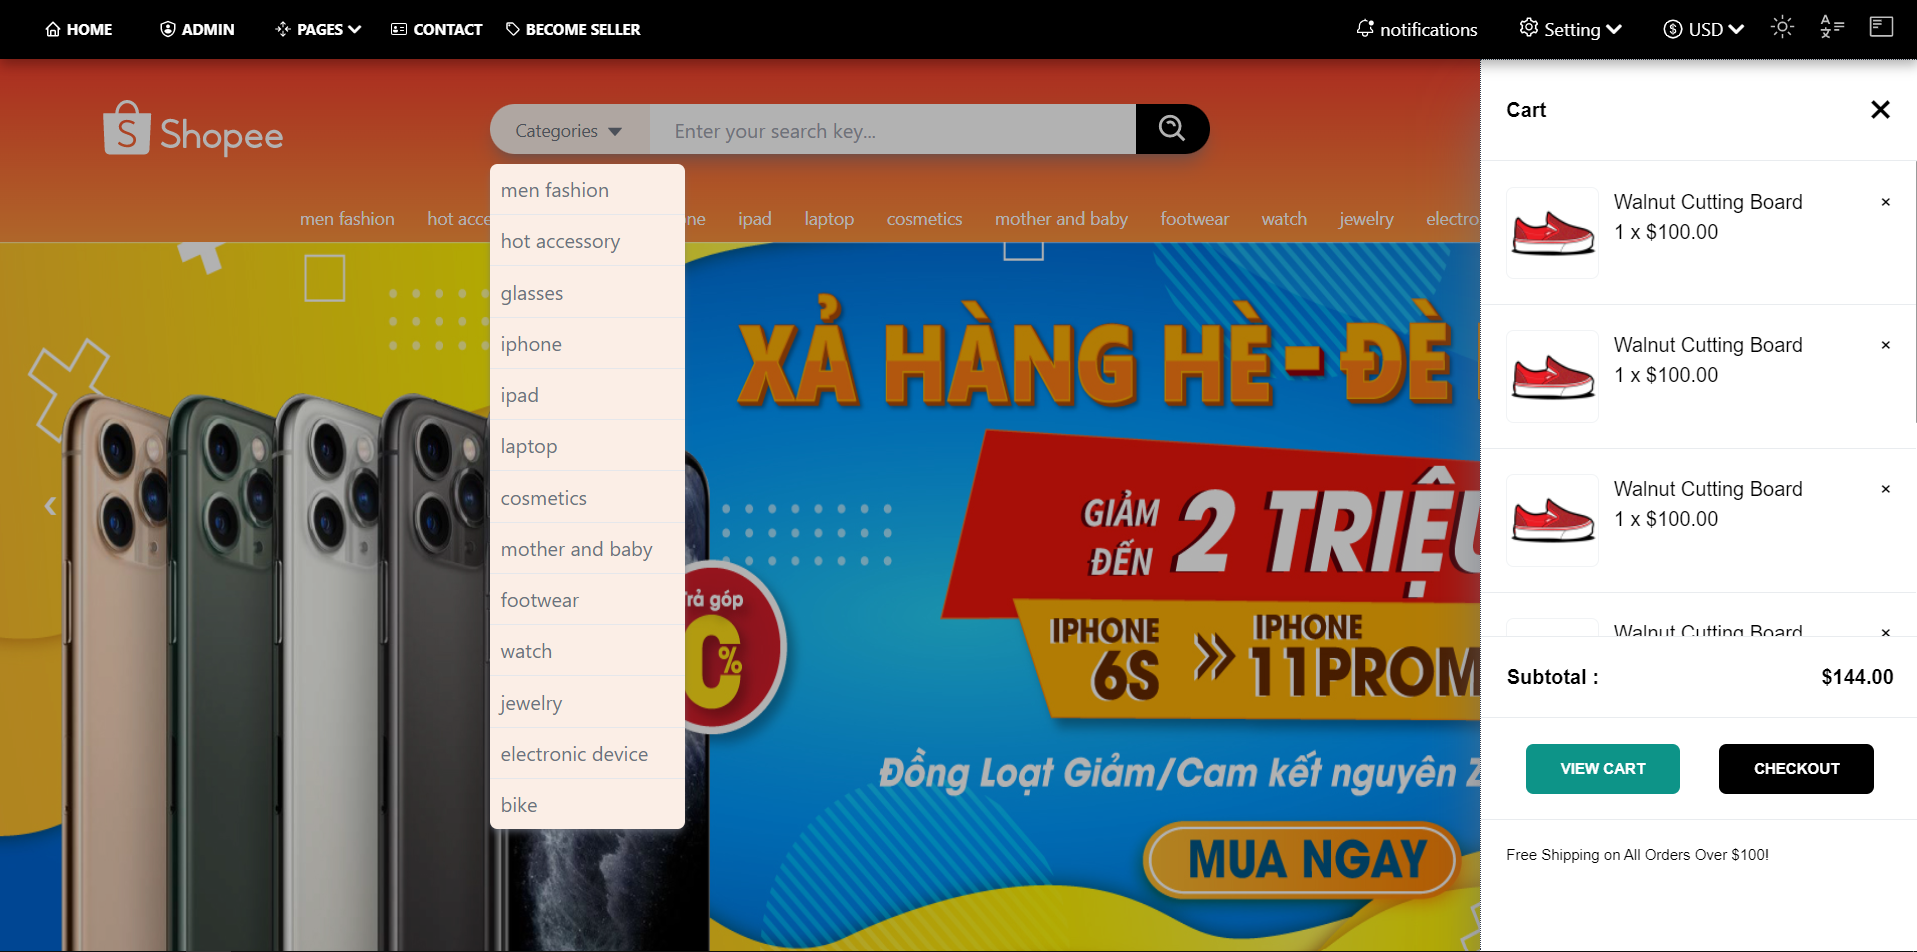 HOME ADMIN PAGES CONTACT BECOME SELLER notifications Setting USD
S Shopee
Categories Enter your search key...
men fashion hot acce ne ipad laptop cosmetics mother and baby footwear watch jewelry electro
men fashion
hot accessory
glasses
iphone
ipad
laptop
cosmetics
mother and baby
footwear
watch
jewelry
electronic device
bike
XẢ HÀNG HÈ - ĐÈ
GIẢM ĐẾN 2 TRIỆU
Trả góp
%
IPHONE 6S >> IPHONE 11 PROM
Đồng Loạt Giảm/Cam kết nguyên Z
MUA NGAY
Cart
Walnut Cutting Board ×
1 x $100.00
Walnut Cutting Board ×
1 x $100.00
Walnut Cutting Board ×
1 x $100.00
Walnut Cutting Board ×
Subtotal : $144.00
VIEW CART CHECKOUT
Free Shipping on All Orders Over $100!